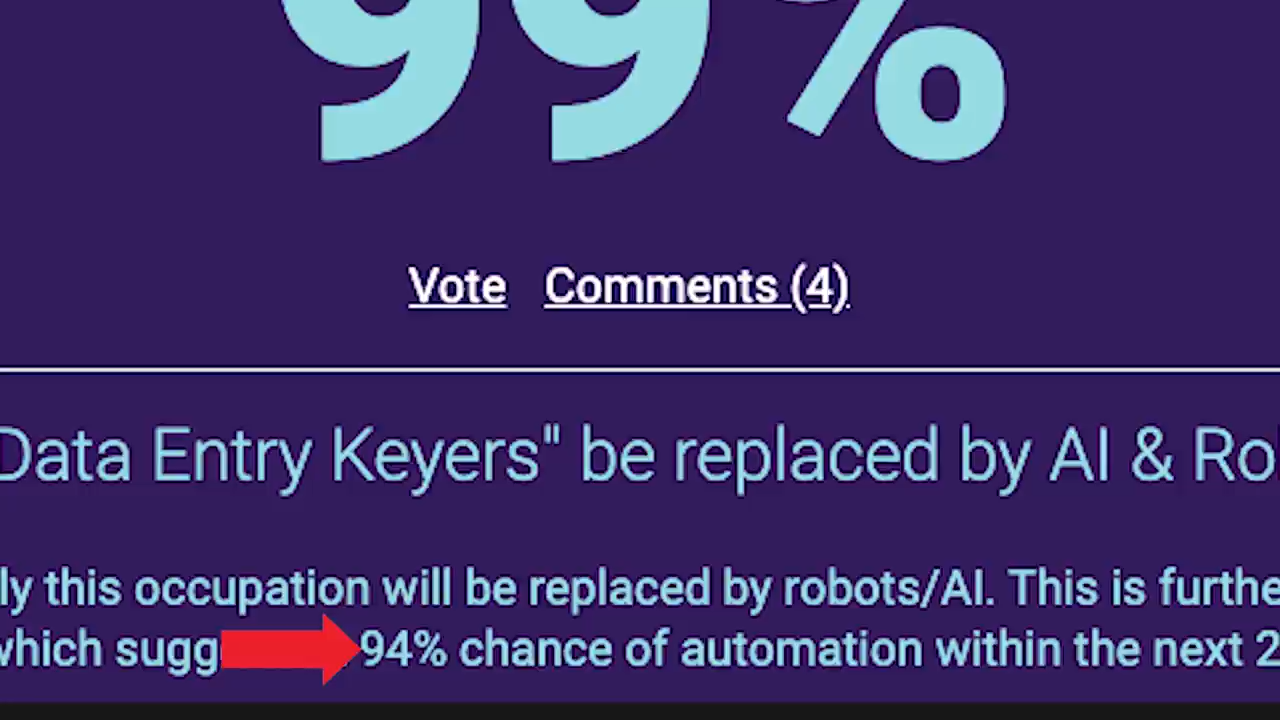 99%
Vote Comments (4)
Data Entry Keyers" be replaced by AI & Ro
ly this occupation will be replaced by robots/AI. This is furthe
which sugg 94% chance of automation within the next 2